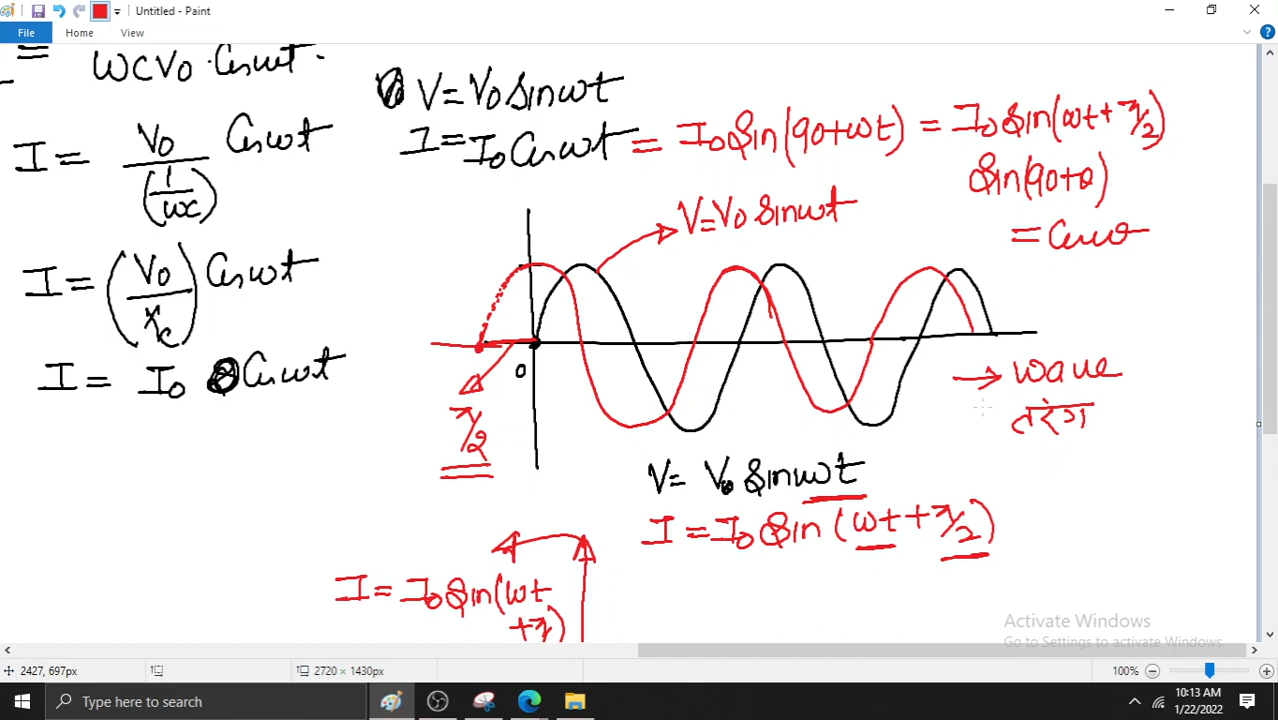 Untitled - Paint
File Home View
= ωCV0 · Cosωt
I = V0 / (1/ωc) Cosωt
I = (V0 / Xc) Cosωt
I = I0 Cosωt
V = V0 Sinωt
I = I0 Cosωt = I0 Sin(90+ωt) = I0 Sin(ωt + π/2)
Sin(90+θ)
= Cosθ
V = V0 Sinωt
0
π/2
→ wave
तरंग
V = V0 Sinωt
I = I0 Sin (ωt + π/2)
I = I0 Sin(ωt
+π
Activate Windows
Go to Settings to activate Windows.
2427, 697px
2720 × 1430px
100%
Type here to search
10:13 AM
1/22/2022